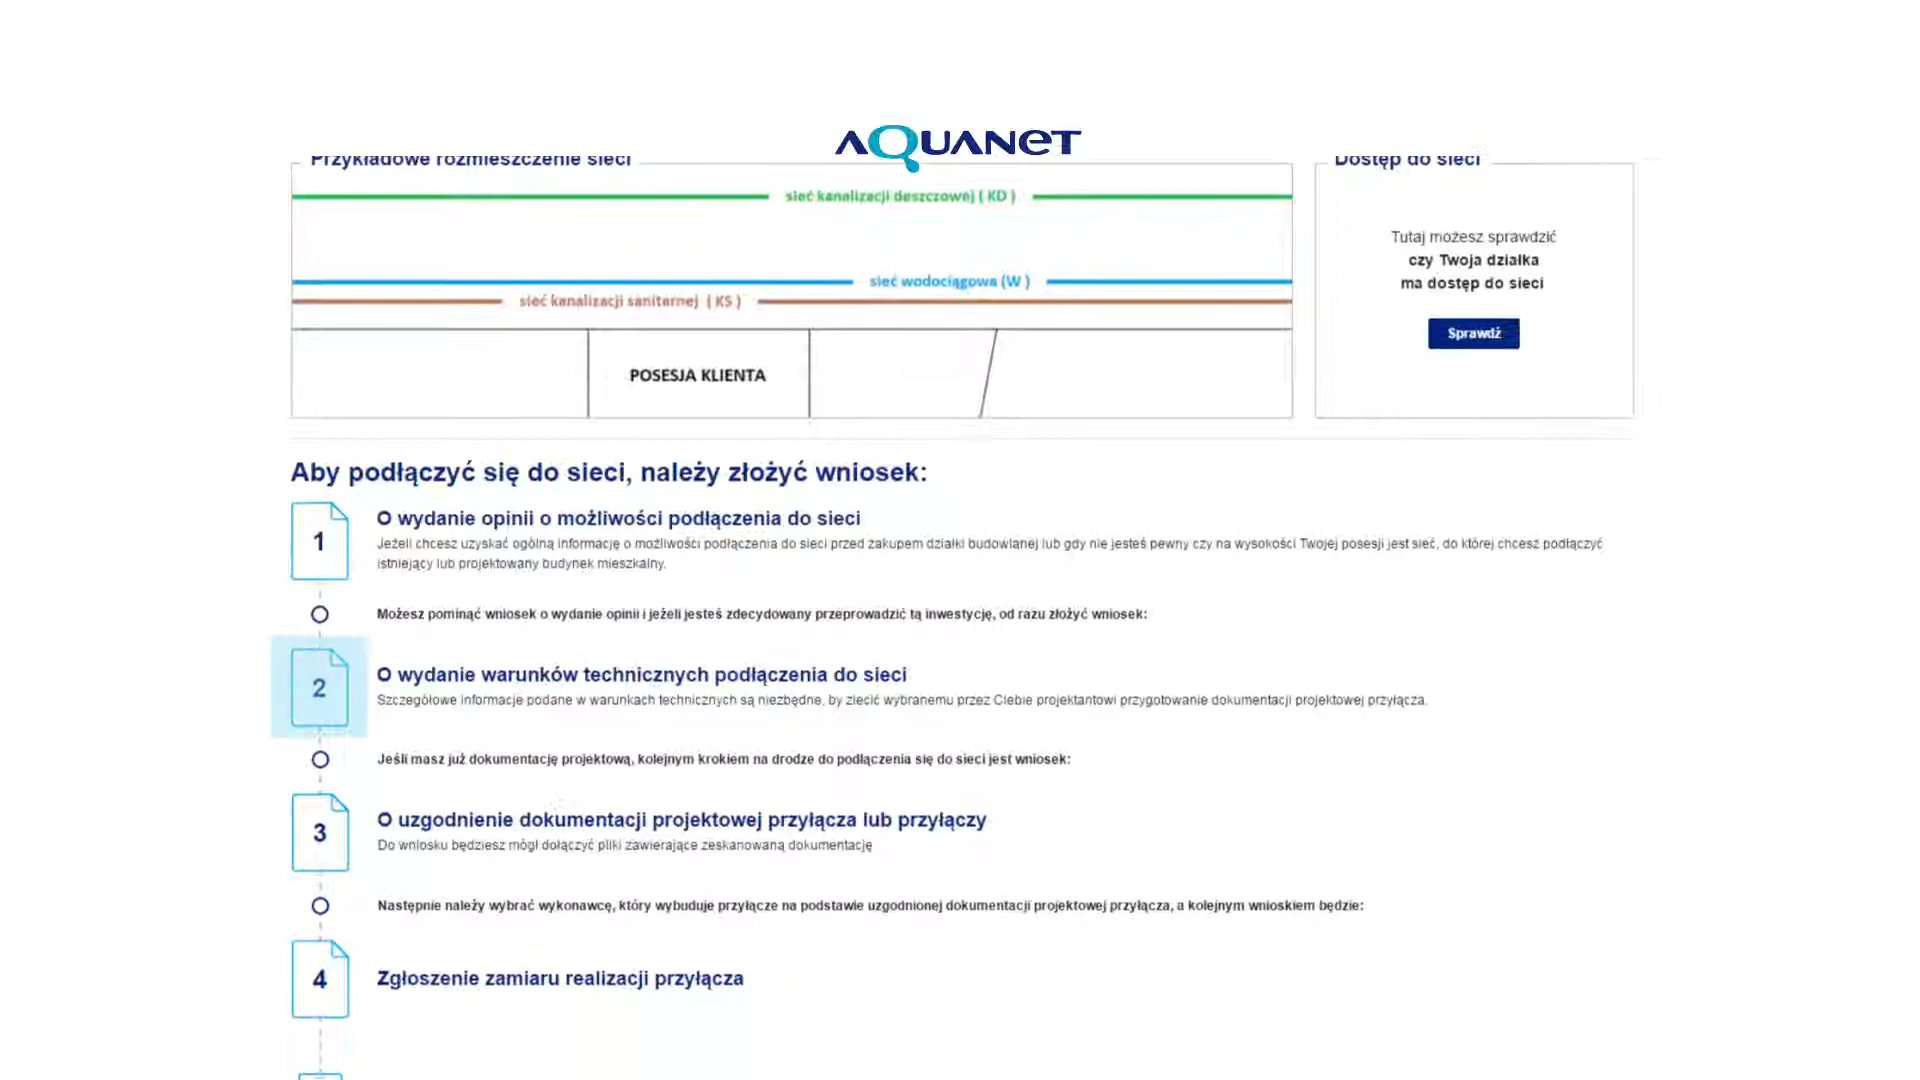 AQUANET
Przykładowe rozmieszczenie sieci
Dostęp do sieci
sieć kanalizacji deszczowej ( KD )
sieć wodociągowa (W )
sieć kanalizacji sanitarnej ( KS )
POSESJA KLIENTA
Tutaj możesz sprawdzić
czy Twoja działka
ma dostęp do sieci
Sprawdź
Aby podłączyć się do sieci, należy złożyć wniosek:
1
O wydanie opinii o możliwości podłączenia do sieci
Jeżeli chcesz uzyskać ogólną informację o możliwości podłączenia do sieci przed zakupem działki budowlanej lub gdy nie jesteś pewny czy na wysokości Twojej posesji jest sieć, do której chcesz podłączyć
istniejący lub projektowany budynek mieszkalny.
Możesz pominąć wniosek o wydanie opinii i jeżeli jesteś zdecydowany przeprowadzić tą inwestycję, od razu złożyć wniosek:
2
O wydanie warunków technicznych podłączenia do sieci
Szczegółowe informacje podane w warunkach technicznych są niezbędne, by zlecić wybranemu przez Ciebie projektantowi przygotowanie dokumentacji projektowej przyłącza.
Jeśli masz już dokumentację projektową, kolejnym krokiem na drodze do podłączenia się do sieci jest wniosek:
3
O uzgodnienie dokumentacji projektowej przyłącza lub przyłączy
Do wniosku będziesz mógł dołączyć pliki zawierające zeskanowaną dokumentację
Następnie należy wybrać wykonawcę, który wybuduje przyłącze na podstawie uzgodnionej dokumentacji projektowej przyłącza, a kolejnym wnioskiem będzie:
4
Zgłoszenie zamiaru realizacji przyłącza